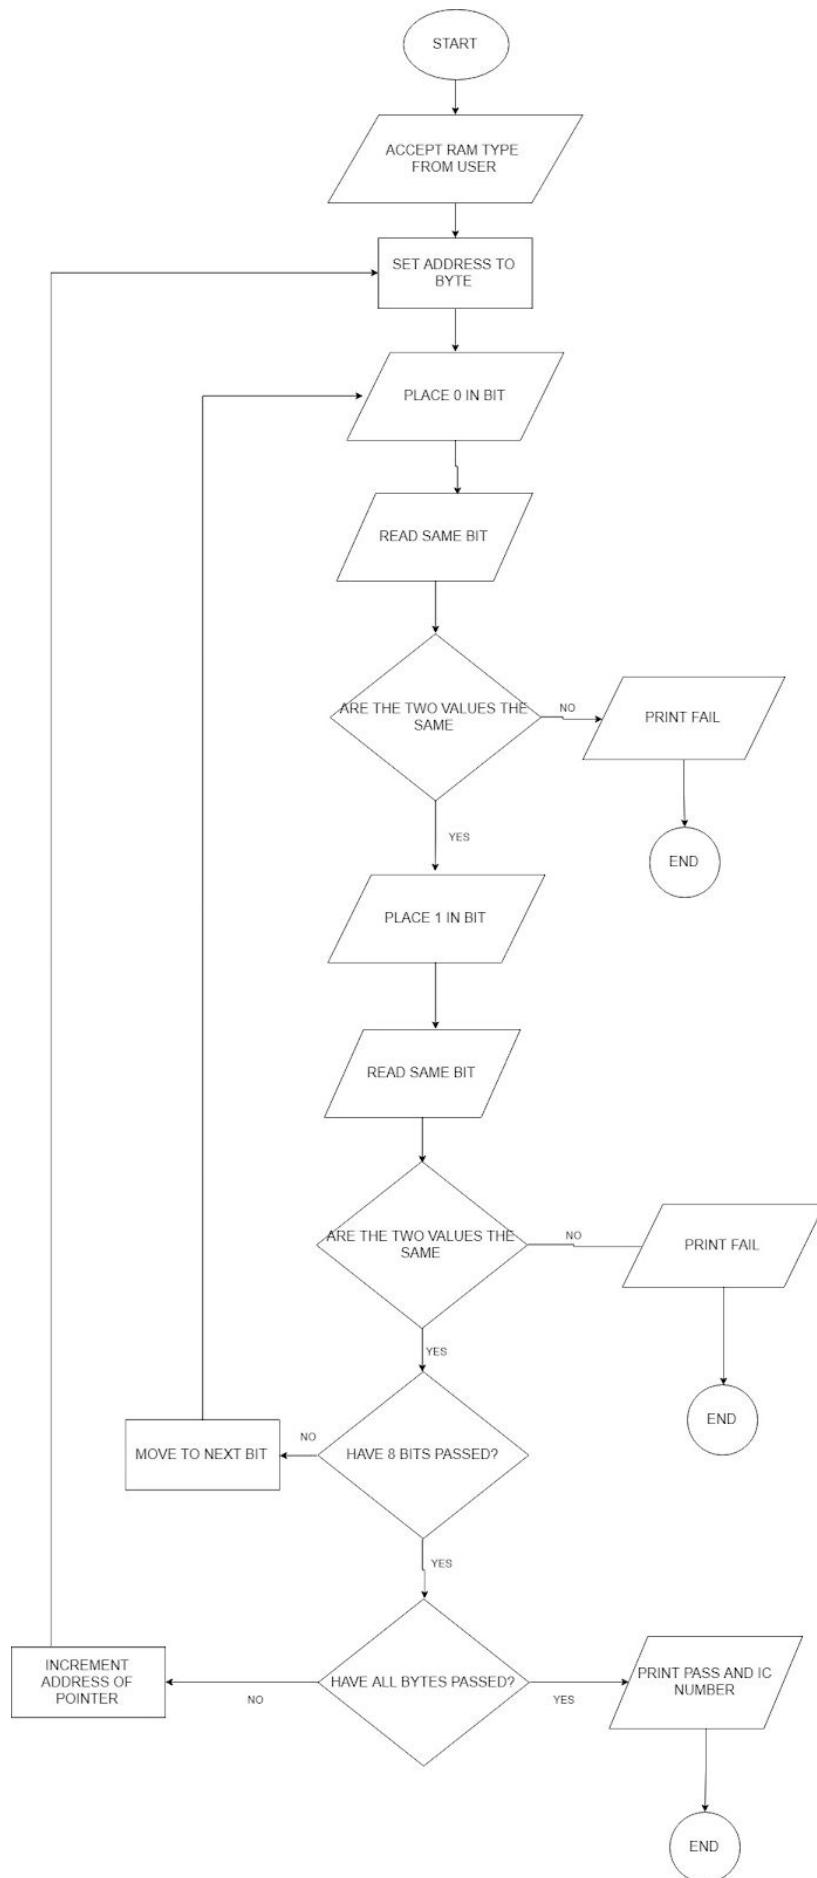 START
ACCEPT RAM TYPE
FROM USER
SET ADDRESS TO
BYTE
PLACE 0 IN BIT
READ SAME BIT
ARE THE TWO VALUES THE
SAME
NO
PRINT FAIL
YES
END
PLACE 1 IN BIT
READ SAME BIT
ARE THE TWO VALUES THE
SAME
NO
PRINT FAIL
YES
END
HAVE 8 BITS PASSED?
NO
MOVE TO NEXT BIT
YES
HAVE ALL BYTES PASSED?
NO
INCREMENT
ADDRESS OF
POINTER
YES
PRINT PASS AND IC
NUMBER
END